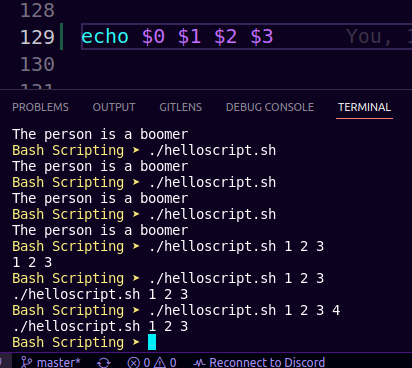 128
129 echo $0 $1 $2 $3 You,
130
PROBLEMS OUTPUT GITLENS DEBUG CONSOLE TERMINAL
The person is a boomer
Bash Scripting ➤ ./helloscript.sh
The person is a boomer
Bash Scripting ➤ ./helloscript.sh
The person is a boomer
Bash Scripting ➤ ./helloscript.sh
The person is a boomer
Bash Scripting ➤ ./helloscript.sh 1 2 3
1 2 3
Bash Scripting ➤ ./helloscript.sh 1 2 3
./helloscript.sh 1 2 3
Bash Scripting ➤ ./helloscript.sh 1 2 3 4
./helloscript.sh 1 2 3
Bash Scripting ➤
master* 0 0 Reconnect to Discord